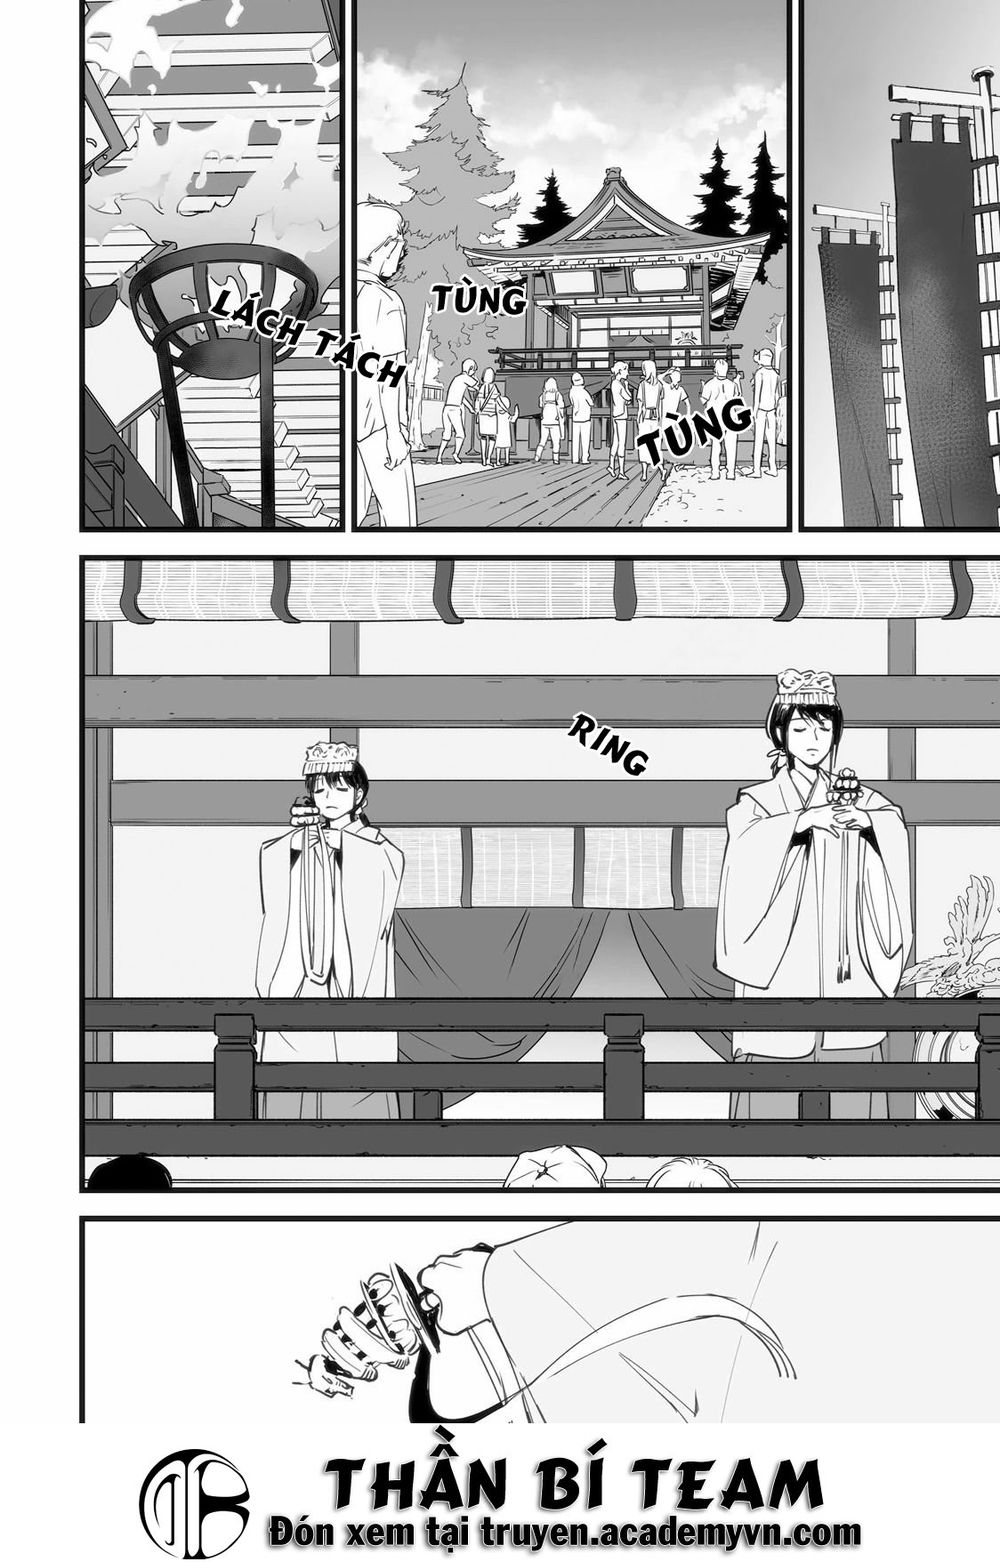 LÁCH TÁCH
TÙNG
TÙNG
RING
THẦN BÍ TEAM
Đón xem tại truyen.academyvn.com